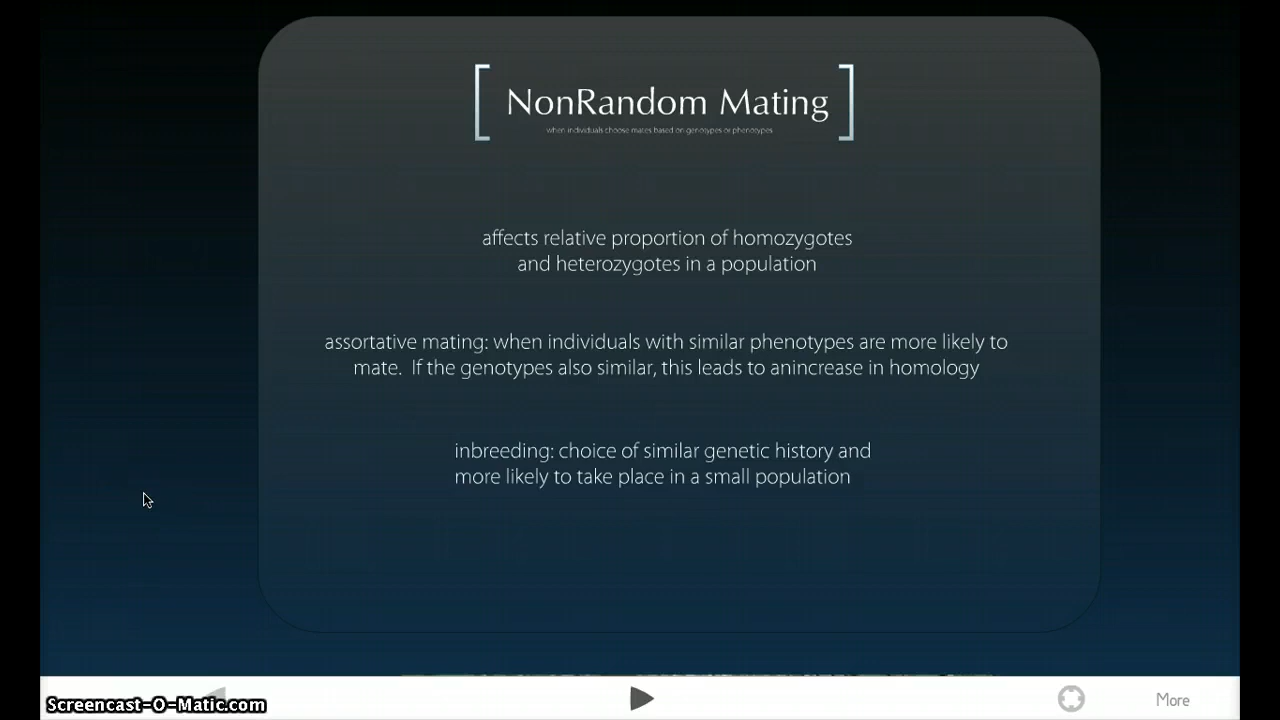 NonRandom Mating
when individuals choose mates based on genotypes or phenotypes
affects relative proportion of homozygotes
and heterozygotes in a population
assortative mating: when individuals with similar phenotypes are more likely to
mate.  If the genotypes also similar, this leads to anincrease in homology
inbreeding: choice of similar genetic history and
more likely to take place in a small population
Screencast-O-Matic.com
More